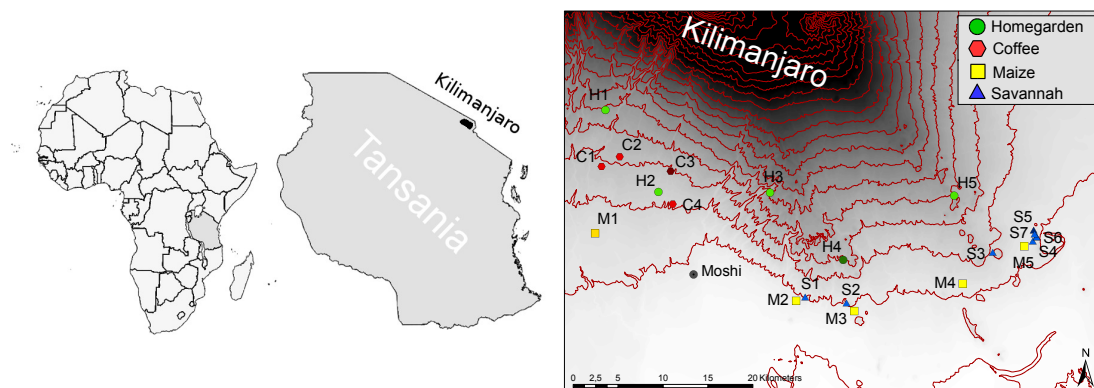 Kilimanjaro
Tansania
Kilimanjaro
Homegarden
Coffee
Maize
Savannah
H1
C2
C1
C3
H2
C4
H3
H5
M1
H4
Moshi
S5
S7
S6
S3
S4
M5
M4
S1
S2
M2
M3
N
0 2,5 5 10 15 20 Kilometers